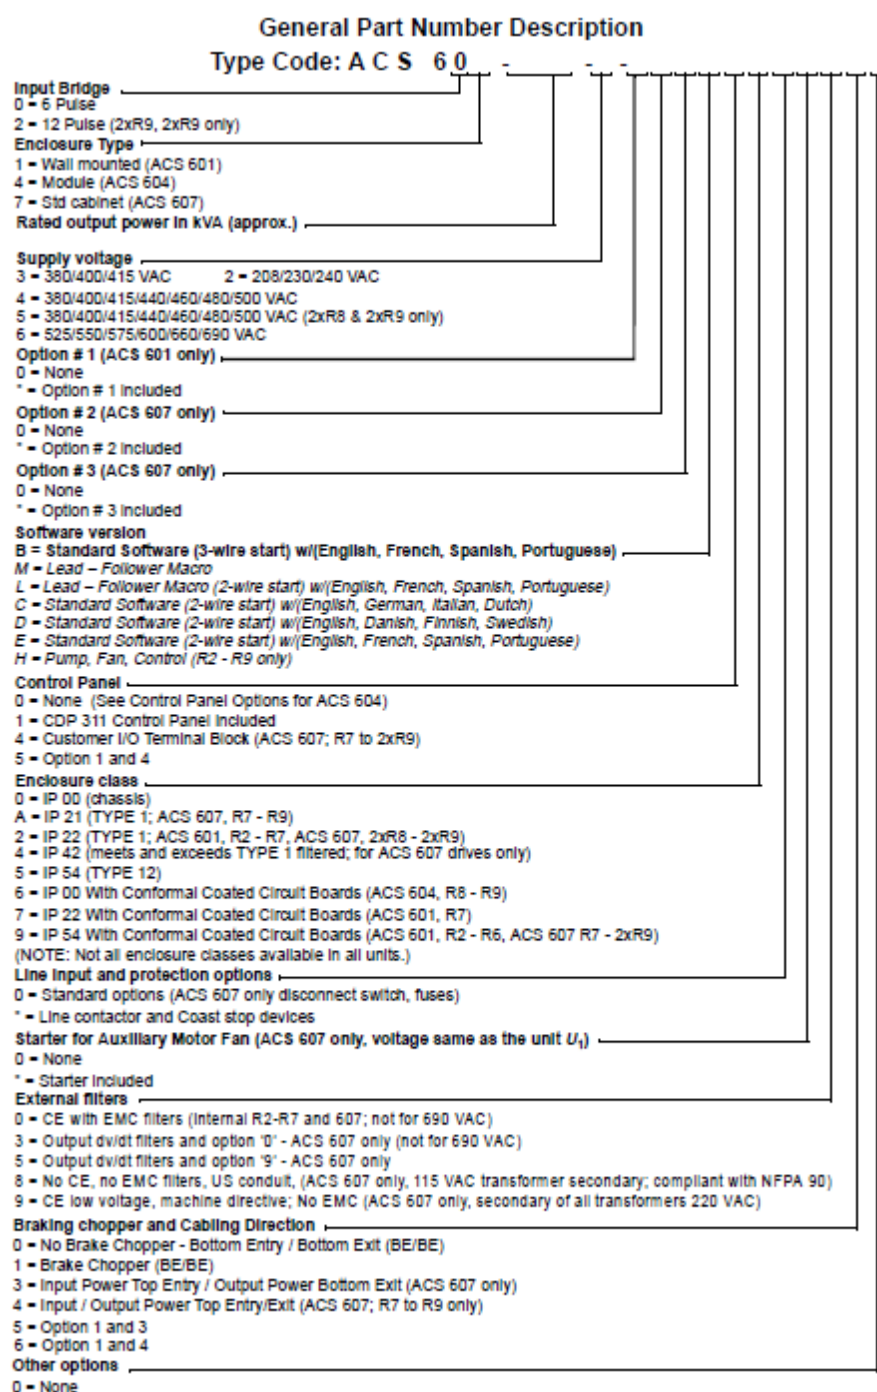 General Part Number Description
Type Code: A C S 6 0 - - -
Input Bridge
0 = 6 Pulse
2 = 12 Pulse (2xR9, 2xR9 only)
Enclosure Type
1 = Wall mounted (ACS 601)
4 = Module (ACS 604)
7 = Std cabinet (ACS 607)
Rated output power in kVA (approx.)
Supply voltage
3 = 380/400/415 VAC 2 = 208/230/240 VAC
4 = 380/400/415/440/460/480/500 VAC
5 = 380/400/415/440/460/480/500 VAC (2xR8 & 2xR9 only)
6 = 525/550/575/600/660/690 VAC
Option # 1 (ACS 601 only)
0 = None
* = Option # 1 Included
Option # 2 (ACS 607 only)
0 = None
* = Option # 2 Included
Option # 3 (ACS 607 only)
0 = None
* = Option # 3 Included
Software version
B = Standard Software (3-wire start) w/(English, French, Spanish, Portuguese)
M = Lead – Follower Macro
L = Lead – Follower Macro (2-wire start) w/(English, French, Spanish, Portuguese)
C = Standard Software (2-wire start) w/(English, German, Italian, Dutch)
D = Standard Software (2-wire start) w/(English, Danish, Finnish, Swedish)
E = Standard Software (2-wire start) w/(English, French, Spanish, Portuguese)
H = Pump, Fan, Control (R2 - R9 only)
Control Panel
0 = None (See Control Panel Options for ACS 604)
1 = CDP 311 Control Panel Included
4 = Customer I/O Terminal Block (ACS 607; R7 to 2xR9)
5 = Option 1 and 4
Enclosure class
0 = IP 00 (chassis)
A = IP 21 (TYPE 1; ACS 607, R7 - R9)
2 = IP 22 (TYPE 1; ACS 601, R2 - R7, ACS 607, 2xR8 - 2xR9)
4 = IP 42 (meets and exceeds TYPE 1 filtered; for ACS 607 drives only)
5 = IP 54 (TYPE 12)
6 = IP 00 With Conformal Coated Circuit Boards (ACS 604, R8 - R9)
7 = IP 22 With Conformal Coated Circuit Boards (ACS 601, R7)
9 = IP 54 With Conformal Coated Circuit Boards (ACS 601, R2 - R6, ACS 607 R7 - 2xR9)
(NOTE: Not all enclosure classes available in all units.)
Line input and protection options
0 = Standard options (ACS 607 only disconnect switch, fuses)
* = Line contactor and Coast stop devices
Starter for Auxiliary Motor Fan (ACS 607 only, voltage same as the unit U1)
0 = None
* = Starter Included
External filters
0 = CE with EMC filters (Internal R2-R7 and 607; not for 690 VAC)
3 = Output dv/dt filters and option '0' - ACS 607 only (not for 690 VAC)
5 = Output dv/dt filters and option '9' - ACS 607 only
8 = No CE, no EMC filters, US conduit, (ACS 607 only, 115 VAC transformer secondary; compliant with NFPA 90)
9 = CE low voltage, machine directive; No EMC (ACS 607 only, secondary of all transformers 220 VAC)
Braking chopper and Cabling Direction
0 = No Brake Chopper - Bottom Entry / Bottom Exit (BE/BE)
1 = Brake Chopper (BE/BE)
3 = Input Power Top Entry / Output Power Bottom Exit (ACS 607 only)
4 = Input / Output Power Top Entry/Exit (ACS 607; R7 to R9 only)
5 = Option 1 and 3
6 = Option 1 and 4
Other options
0 = None